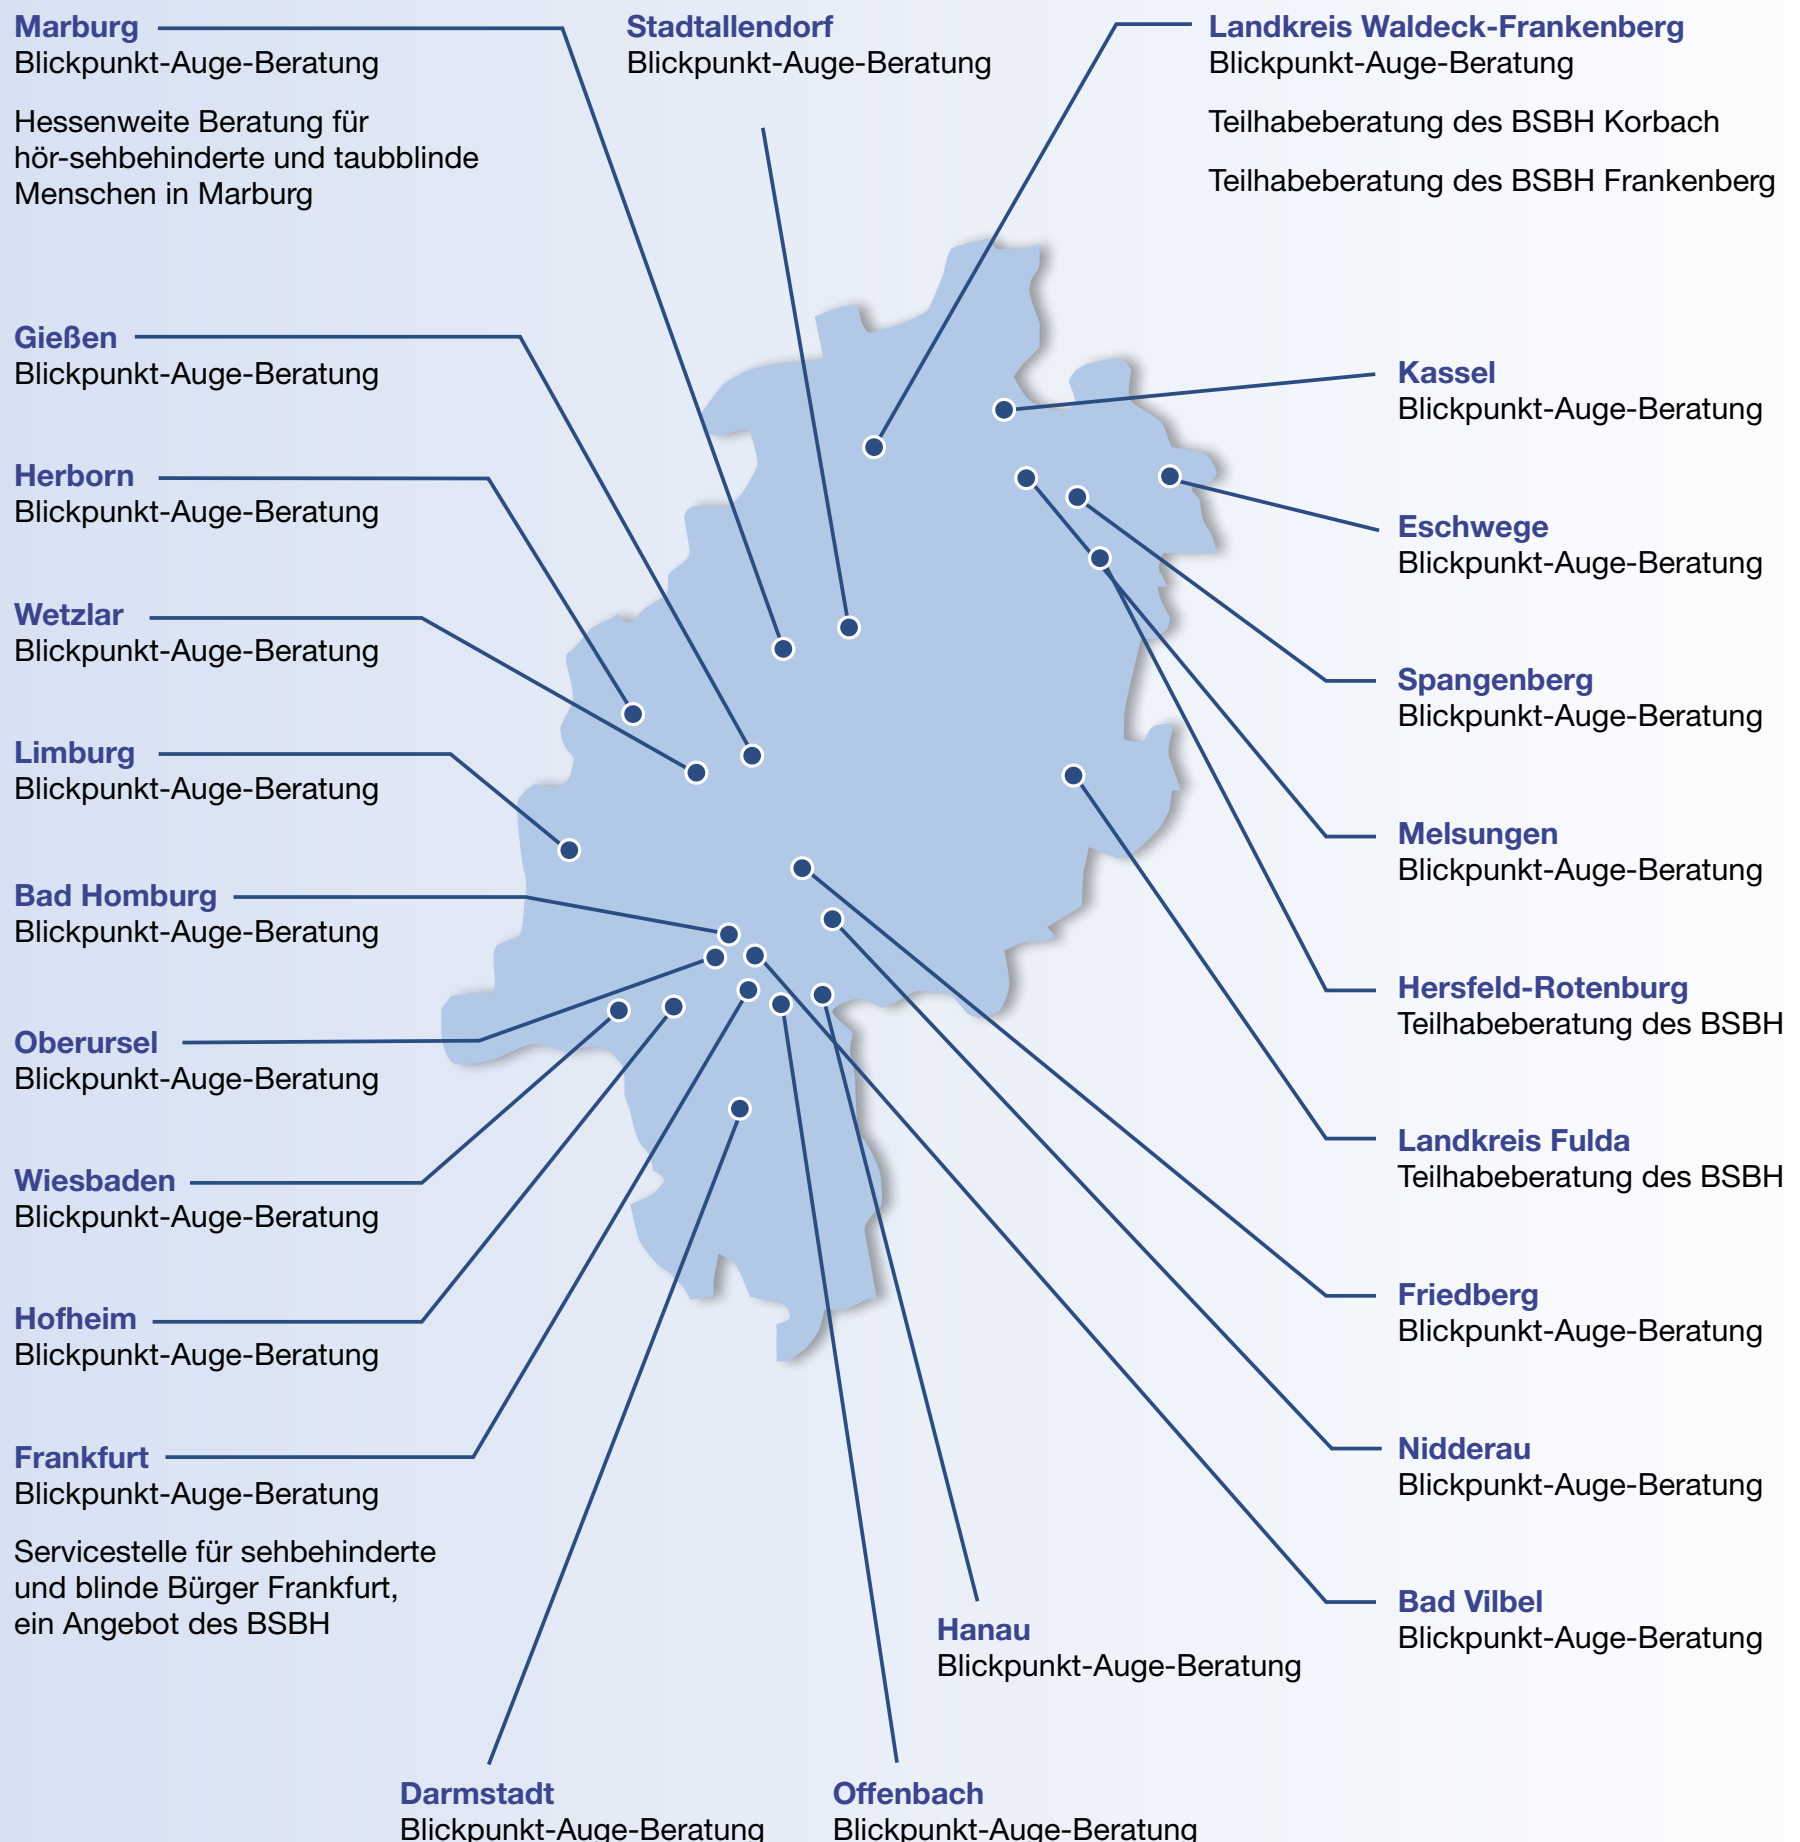 Marburg
Blickpunkt-Auge-Beratung
Hessenweite Beratung für
hör-sehbehinderte und taubblinde
Menschen in Marburg
Stadtallendorf
Blickpunkt-Auge-Beratung
Landkreis Waldeck-Frankenberg
Blickpunkt-Auge-Beratung
Teilhabeberatung des BSBH Korbach
Teilhabeberatung des BSBH Frankenberg
Gießen
Blickpunkt-Auge-Beratung
Herborn
Blickpunkt-Auge-Beratung
Wetzlar
Blickpunkt-Auge-Beratung
Limburg
Blickpunkt-Auge-Beratung
Bad Homburg
Blickpunkt-Auge-Beratung
Oberursel
Blickpunkt-Auge-Beratung
Wiesbaden
Blickpunkt-Auge-Beratung
Hofheim
Blickpunkt-Auge-Beratung
Frankfurt
Blickpunkt-Auge-Beratung
Servicestelle für sehbehinderte
und blinde Bürger Frankfurt,
ein Angebot des BSBH
Kassel
Blickpunkt-Auge-Beratung
Eschwege
Blickpunkt-Auge-Beratung
Spangenberg
Blickpunkt-Auge-Beratung
Melsungen
Blickpunkt-Auge-Beratung
Hersfeld-Rotenburg
Teilhabeberatung des BSBH
Landkreis Fulda
Teilhabeberatung des BSBH
Friedberg
Blickpunkt-Auge-Beratung
Nidderau
Blickpunkt-Auge-Beratung
Bad Vilbel
Blickpunkt-Auge-Beratung
Hanau
Blickpunkt-Auge-Beratung
Darmstadt
Blickpunkt-Auge-Beratung
Offenbach
Blickpunkt-Auge-Beratung